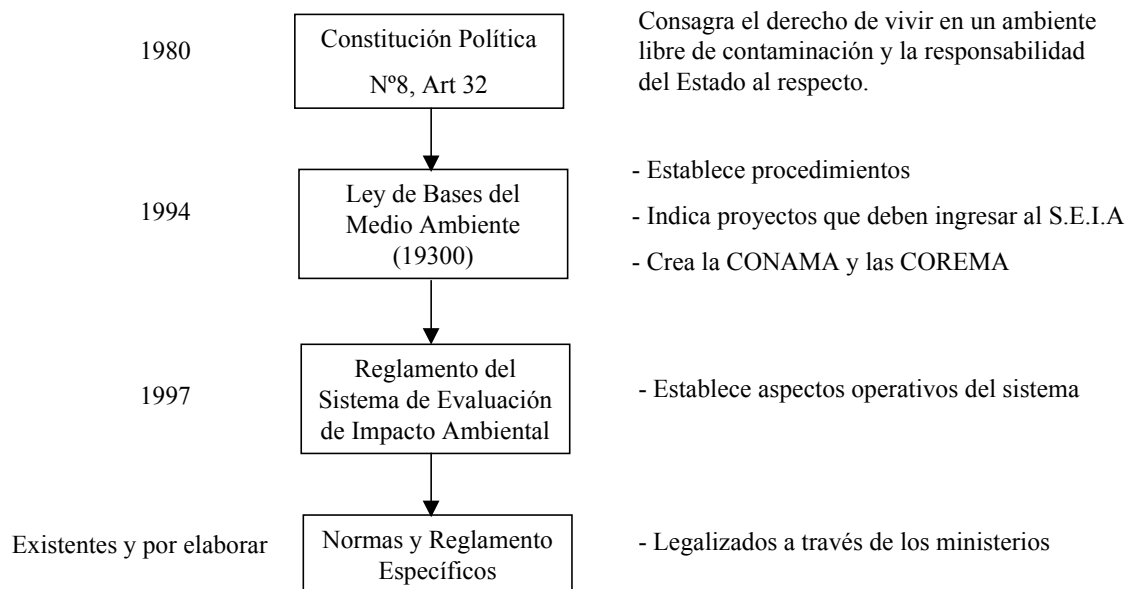 1980
Constitución Política
Nº8, Art 32
Consagra el derecho de vivir en un ambiente
libre de contaminación y la responsabilidad
del Estado al respecto.
1994
Ley de Bases del
Medio Ambiente
(19300)
- Establece procedimientos
- Indica proyectos que deben ingresar al S.E.I.A
- Crea la CONAMA y las COREMA
1997
Reglamento del
Sistema de Evaluación
de Impacto Ambiental
- Establece aspectos operativos del sistema
Existentes y por elaborar
Normas y Reglamento
Específicos
- Legalizados a través de los ministerios